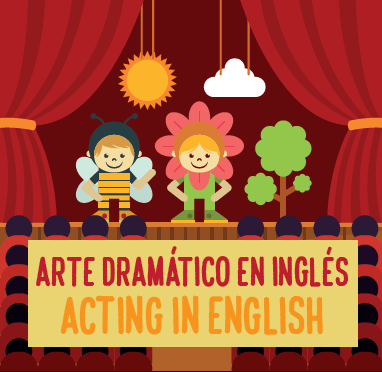 ARTE DRAMÁTICO EN INGLÉS
ACTING IN ENGLISH